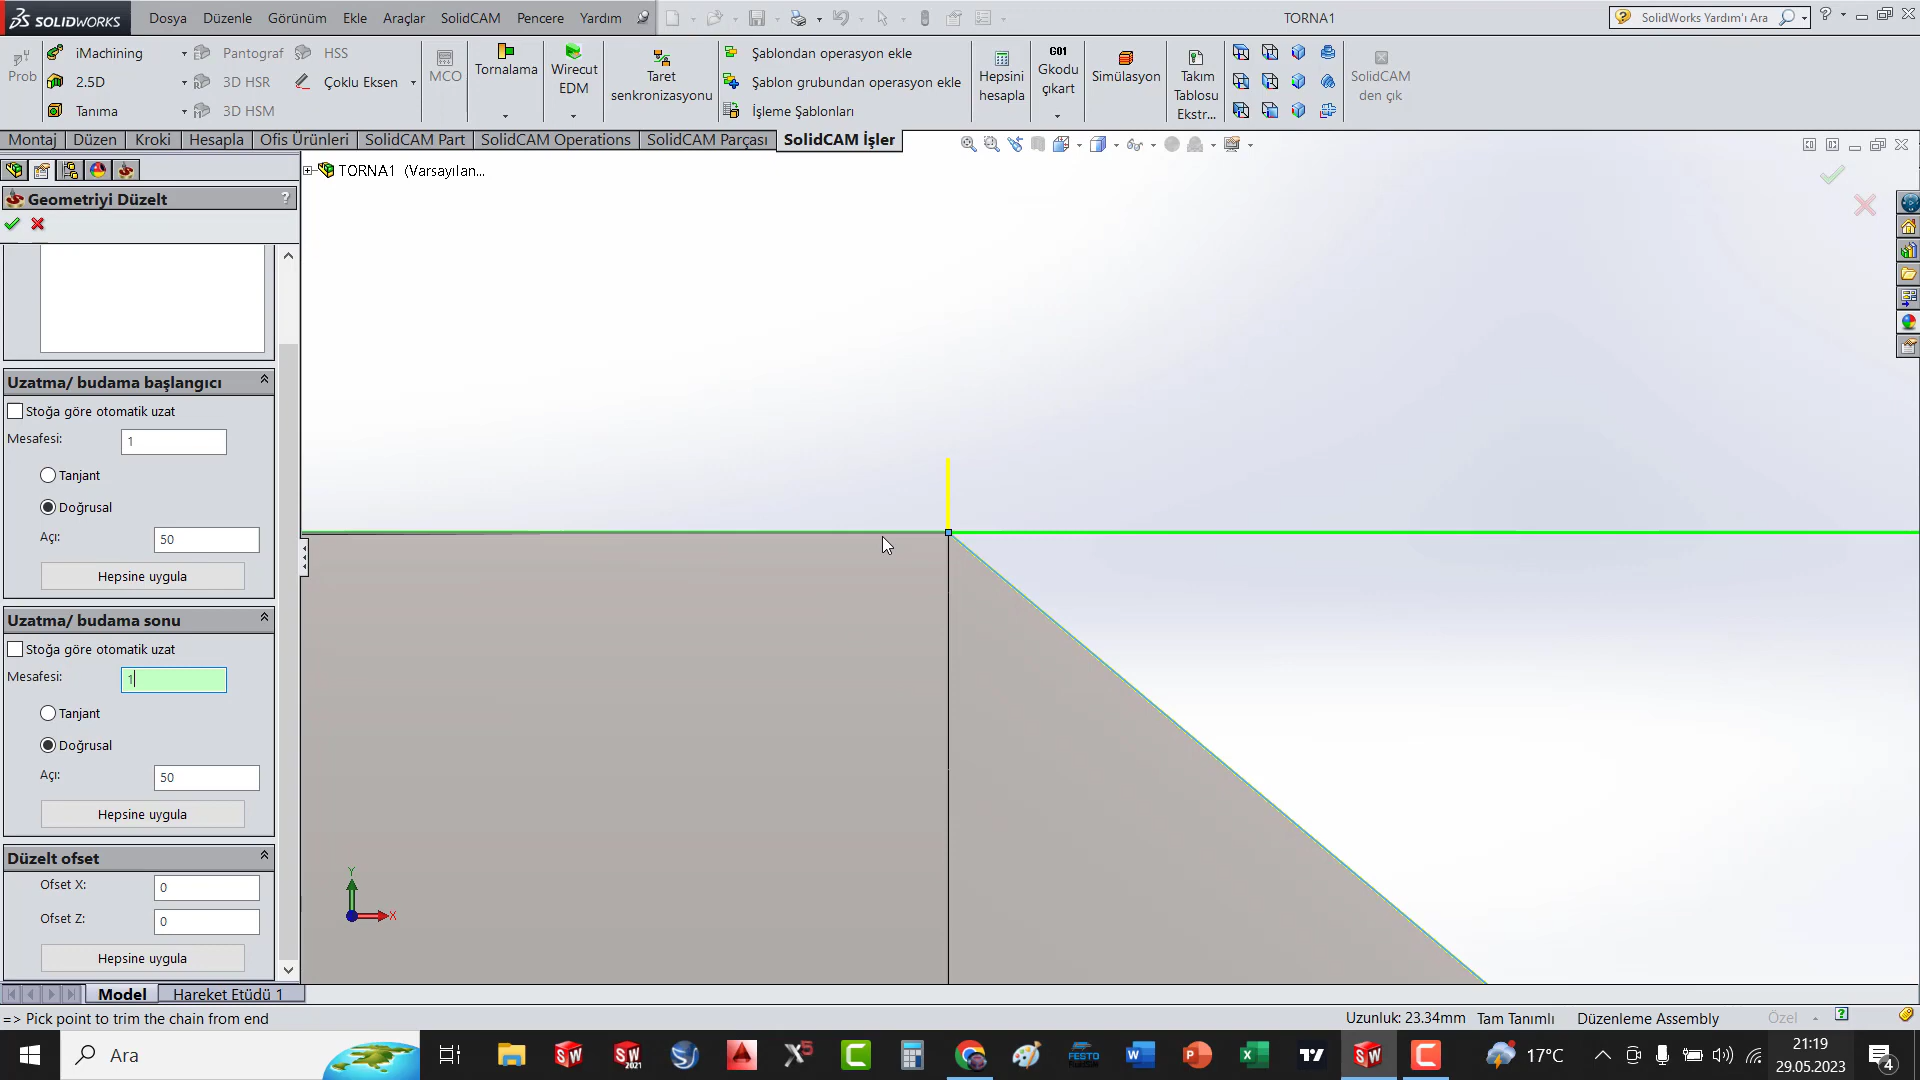 SOLIDWORKS
Dosya Düzenle Görünüm Ekle Araçlar SolidCAM Pencere Yardım
TORNA1
SolidWorks Yardım'ı Ara
Prob
iMachining
2.5D
Tanıma
Pantograf
3D HSR
3D HSM
HSS
Çoklu Eksen
MCO
Tornalama
Wirecut
EDM
Taret
senkronizasyonu
Şablondan operasyon ekle
Şablon grubundan operasyon ekle
İşleme Şablonları
Hepsini
hesapla
G01
Gkodu
çıkart
Simülasyon
Takım
Tablosu
Ekstr...
SolidCAM
den çık
Montaj Düzen Kroki Hesapla Ofis Ürünleri SolidCAM Part SolidCAM Operations SolidCAM Parçası SolidCAM İşler
TORNA1 (Varsayılan...
Geometriyi Düzelt
?
Uzatma/ budama başlangıcı
Stoğa göre otomatik uzat
Mesafesi: 1
Tanjant
Doğrusal
Açı: 50
Hepsine uygula
Uzatma/ budama sonu
Stoğa göre otomatik uzat
Mesafesi: 1
Tanjant
Doğrusal
Açı: 50
Hepsine uygula
Düzelt ofset
Ofset X: 0
Ofset Z: 0
Hepsine uygula
Y
X
Model Hareket Etüdü 1
=> Pick point to trim the chain from end
Uzunluk: 23.34mm Tam Tanımlı Düzenleme Assembly Özel
Ara
SW
SW 2021
X5
C
FESTO
W
P
X
SW
C
17°C
21:19
29.05.2023
4